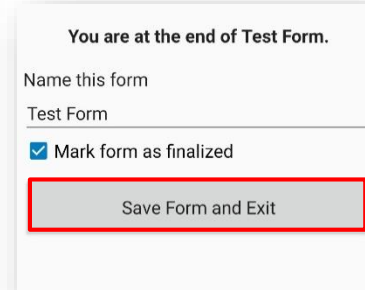 You are at the end of Test Form.
Name this form
Test Form
Mark form as finalized
Save Form and Exit